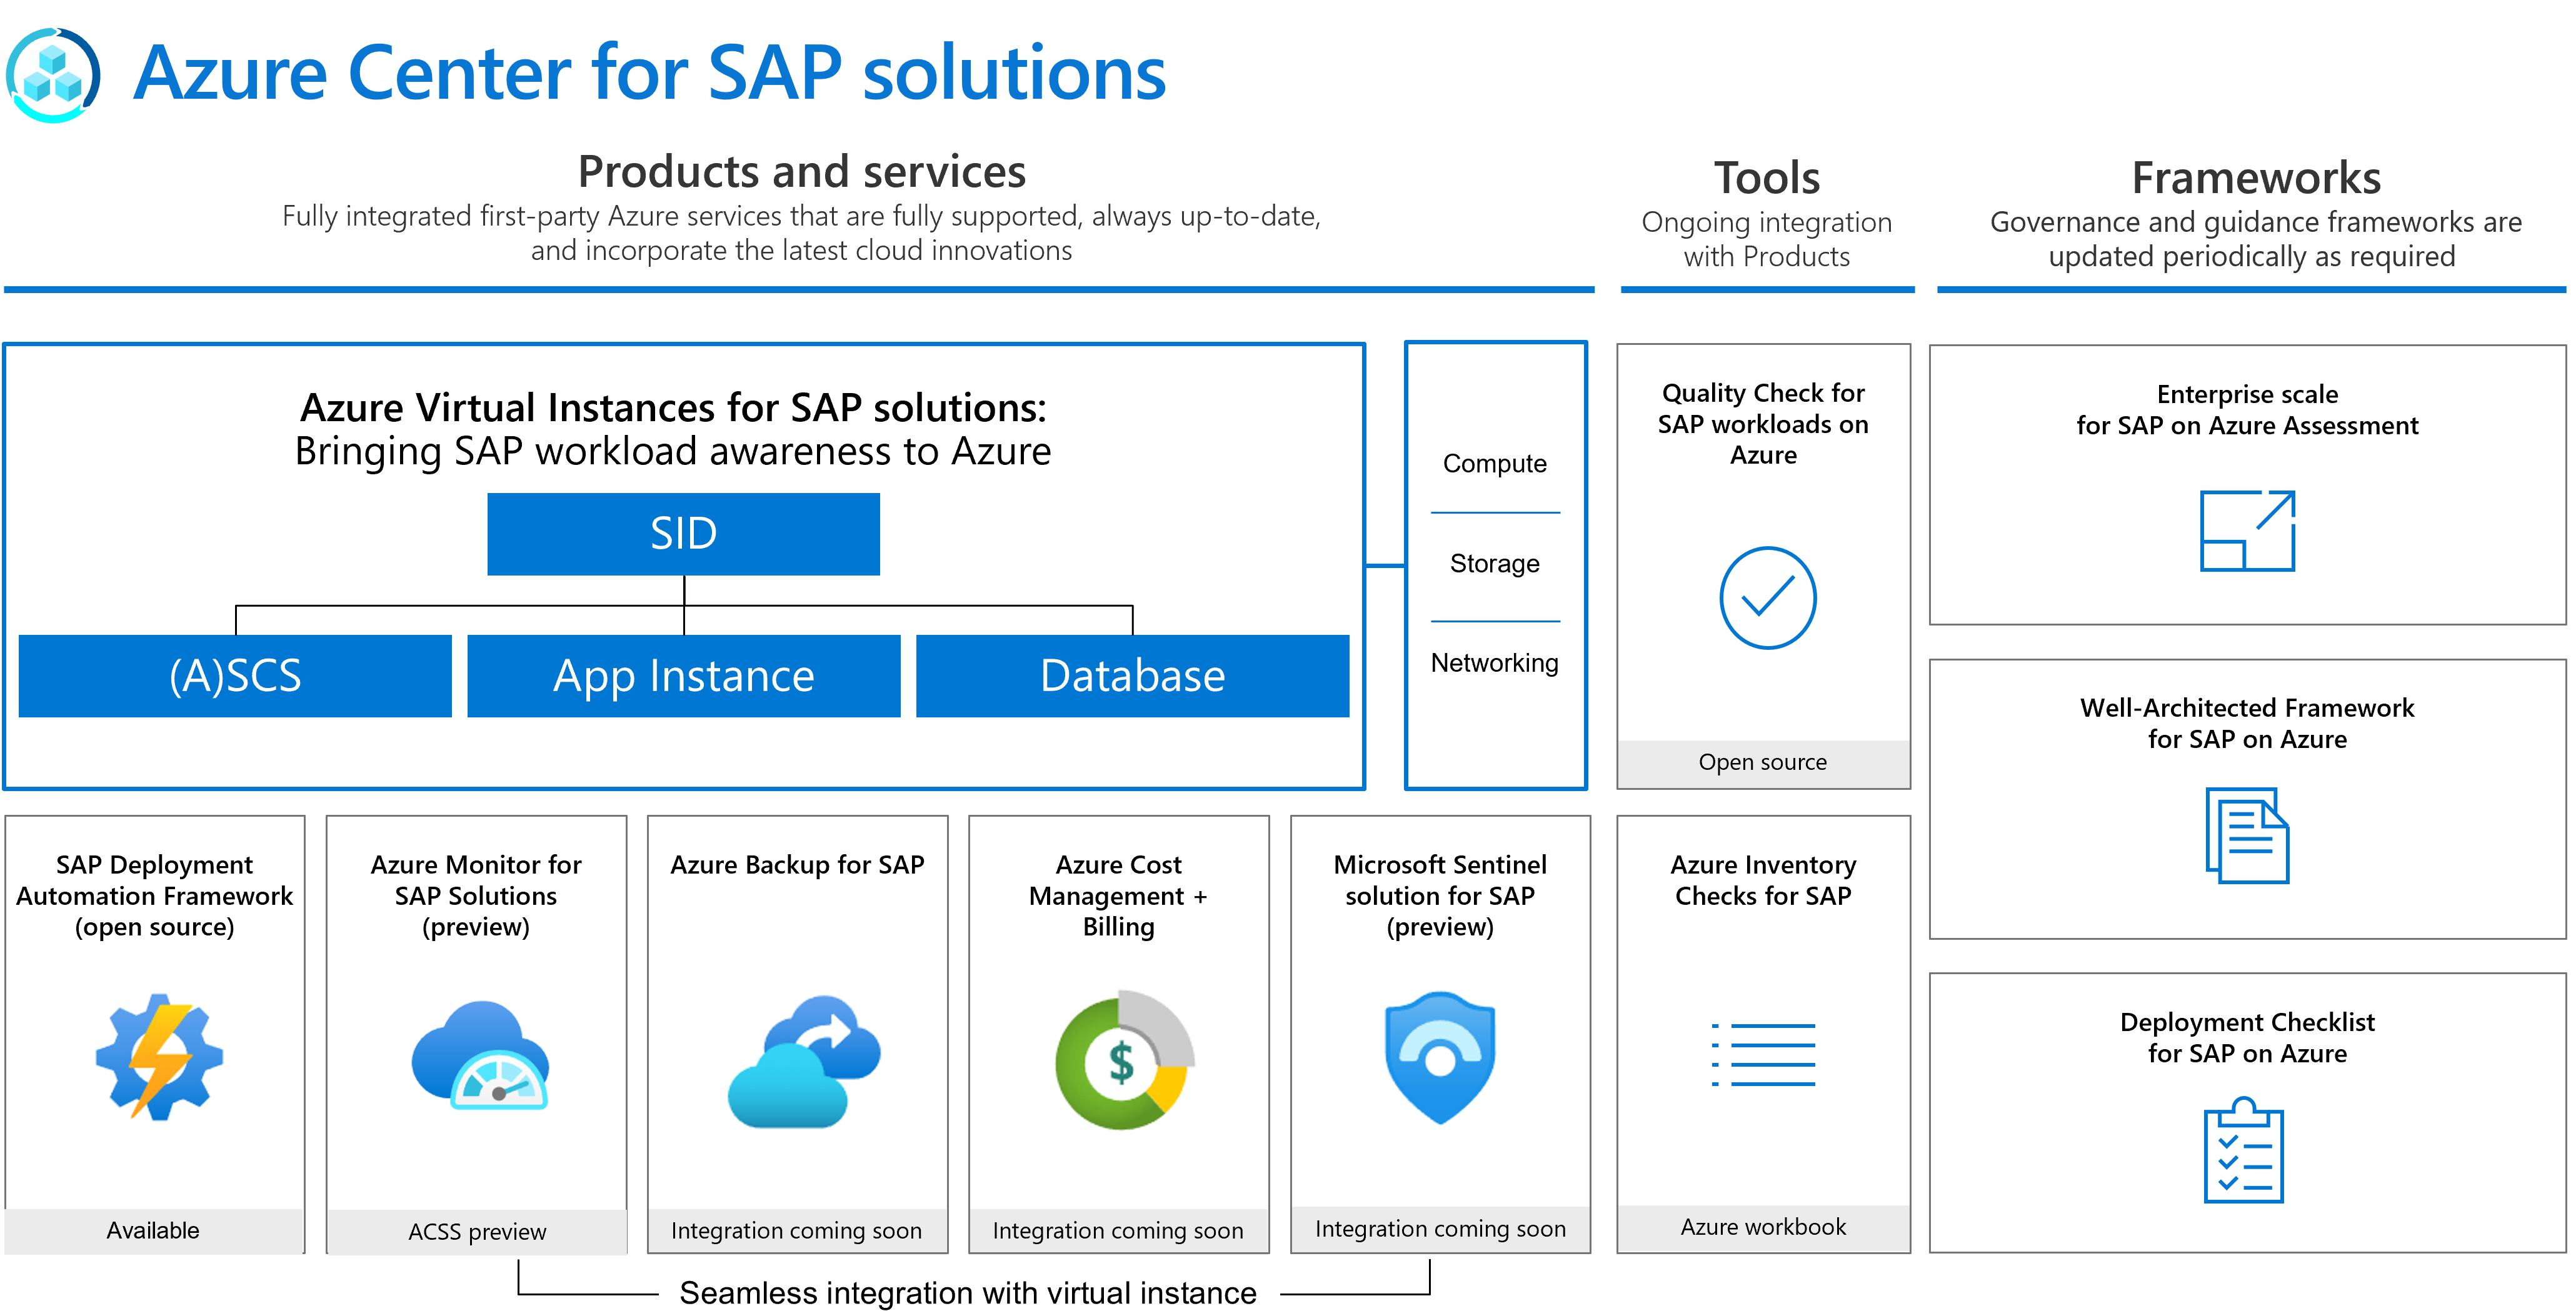 Azure Center for SAP solutions
Products and services
Fully integrated first-party Azure services that are fully supported, always up-to-date,
and incorporate the latest cloud innovations
Tools
Ongoing integration
with Products
Frameworks
Governance and guidance frameworks are
updated periodically as required
Azure Virtual Instances for SAP solutions:
Bringing SAP workload awareness to Azure
SID
(A)SCS
App Instance
Database
Compute
Storage
Networking
Quality Check for
SAP workloads on
Azure
Open source
Enterprise scale
for SAP on Azure Assessment
Well-Architected Framework
for SAP on Azure
Deployment Checklist
for SAP on Azure
SAP Deployment
Automation Framework
(open source)
Available
Azure Monitor for
SAP Solutions
(preview)
ACSS preview
Azure Backup for SAP
Integration coming soon
Azure Cost
Management +
Billing
$
Integration coming soon
Microsoft Sentinel
solution for SAP
(preview)
Integration coming soon
Azure Inventory
Checks for SAP
Azure workbook
Seamless integration with virtual instance